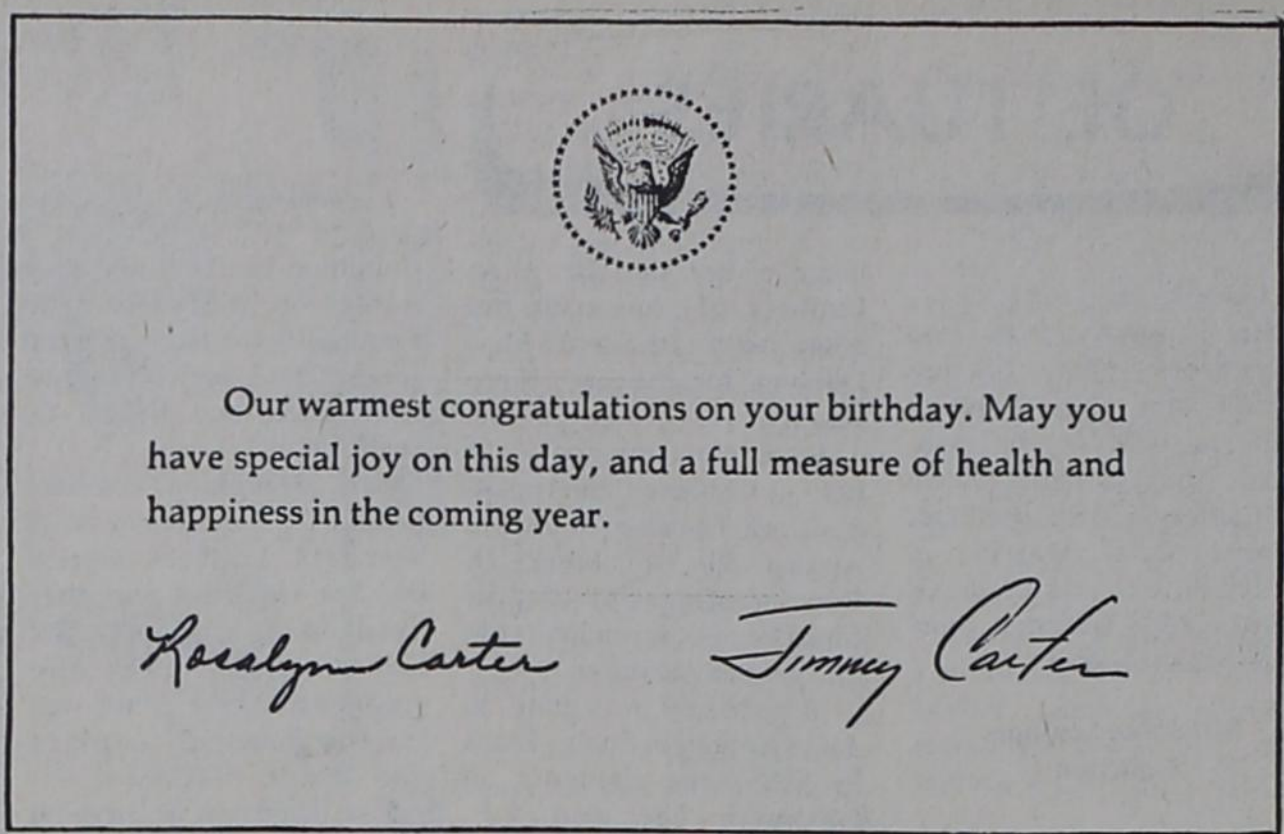 Our warmest congratulations on your birthday. May you
have special joy on this day, and a full measure of health and
happiness in the coming year.
Rosalynn Carter Jimmy Carter